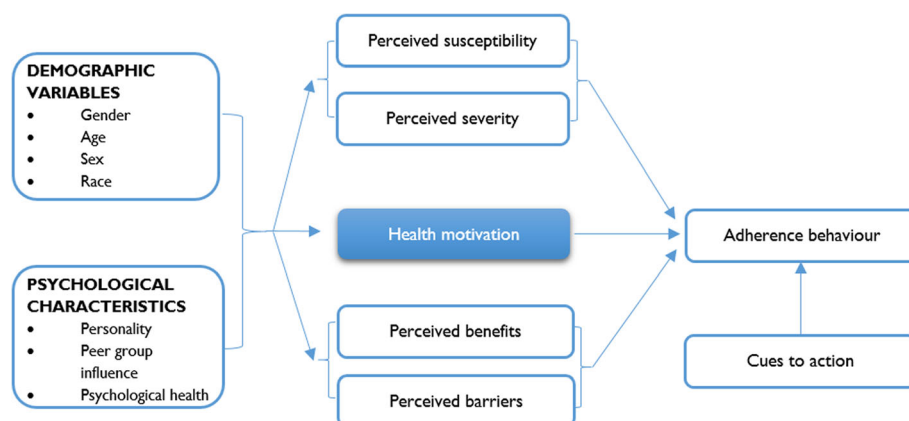 DEMOGRAPHIC
VARIABLES
• Gender
• Age
• Sex
• Race
PSYCHOLOGICAL
CHARACTERISTICS
• Personality
• Peer group
influence
• Psychological health
Perceived susceptibility
Perceived severity
Health motivation
Perceived benefits
Perceived barriers
Adherence behaviour
Cues to action